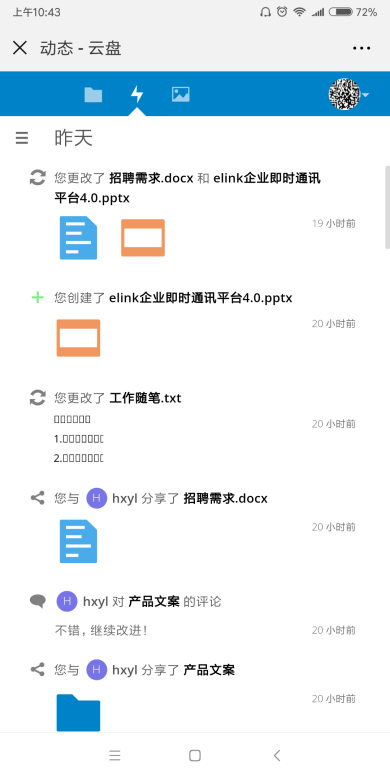 上午10:43
72%
动态 - 云盘
昨天
您更改了 招聘需求.docx 和 elink企业即时通讯
平台4.0.pptx
19 小时前
您创建了 elink企业即时通讯平台4.0.pptx
20 小时前
您更改了 工作随笔.txt
20 小时前
1.
2.
您与 H hxyl 分享了 招聘需求.docx
20 小时前
H hxyl 对 产品文案 的评论
不错，继续改进！
20 小时前
您与 H hxyl 分享了 产品文案
20 小时前